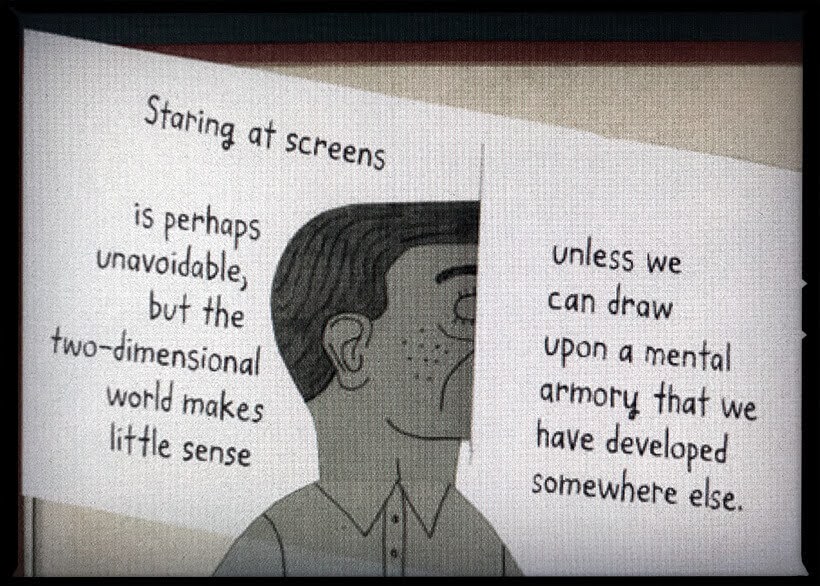 Staring at screens
is perhaps
unavoidable,
but the
two-dimensional
world makes
little sense
unless we
can draw
upon a mental
armory that we
have developed
somewhere else.